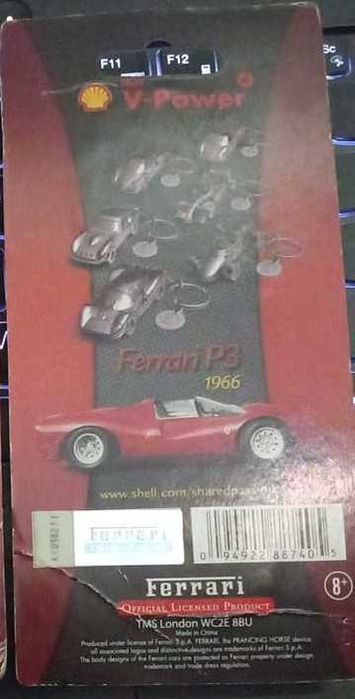 F11
F12
Sc
V-Power
Ferrari P3
1966
www.shell.com/sharedpassion
Ferrari
0 94922 88740 5
Ferrari
OFFICIAL LICENSED PRODUCT
8+
TMS London WC2E 8BU
Made in China
Produced under license of Ferrari S.p.A. FERRARI, the PRANCING HORSE device,
all associated logos and distinctive designs are trademarks of Ferrari S.p.A.
The body designs of the Ferrari cars are protected as Ferrari property under design,
trademark and trade dress regulation.